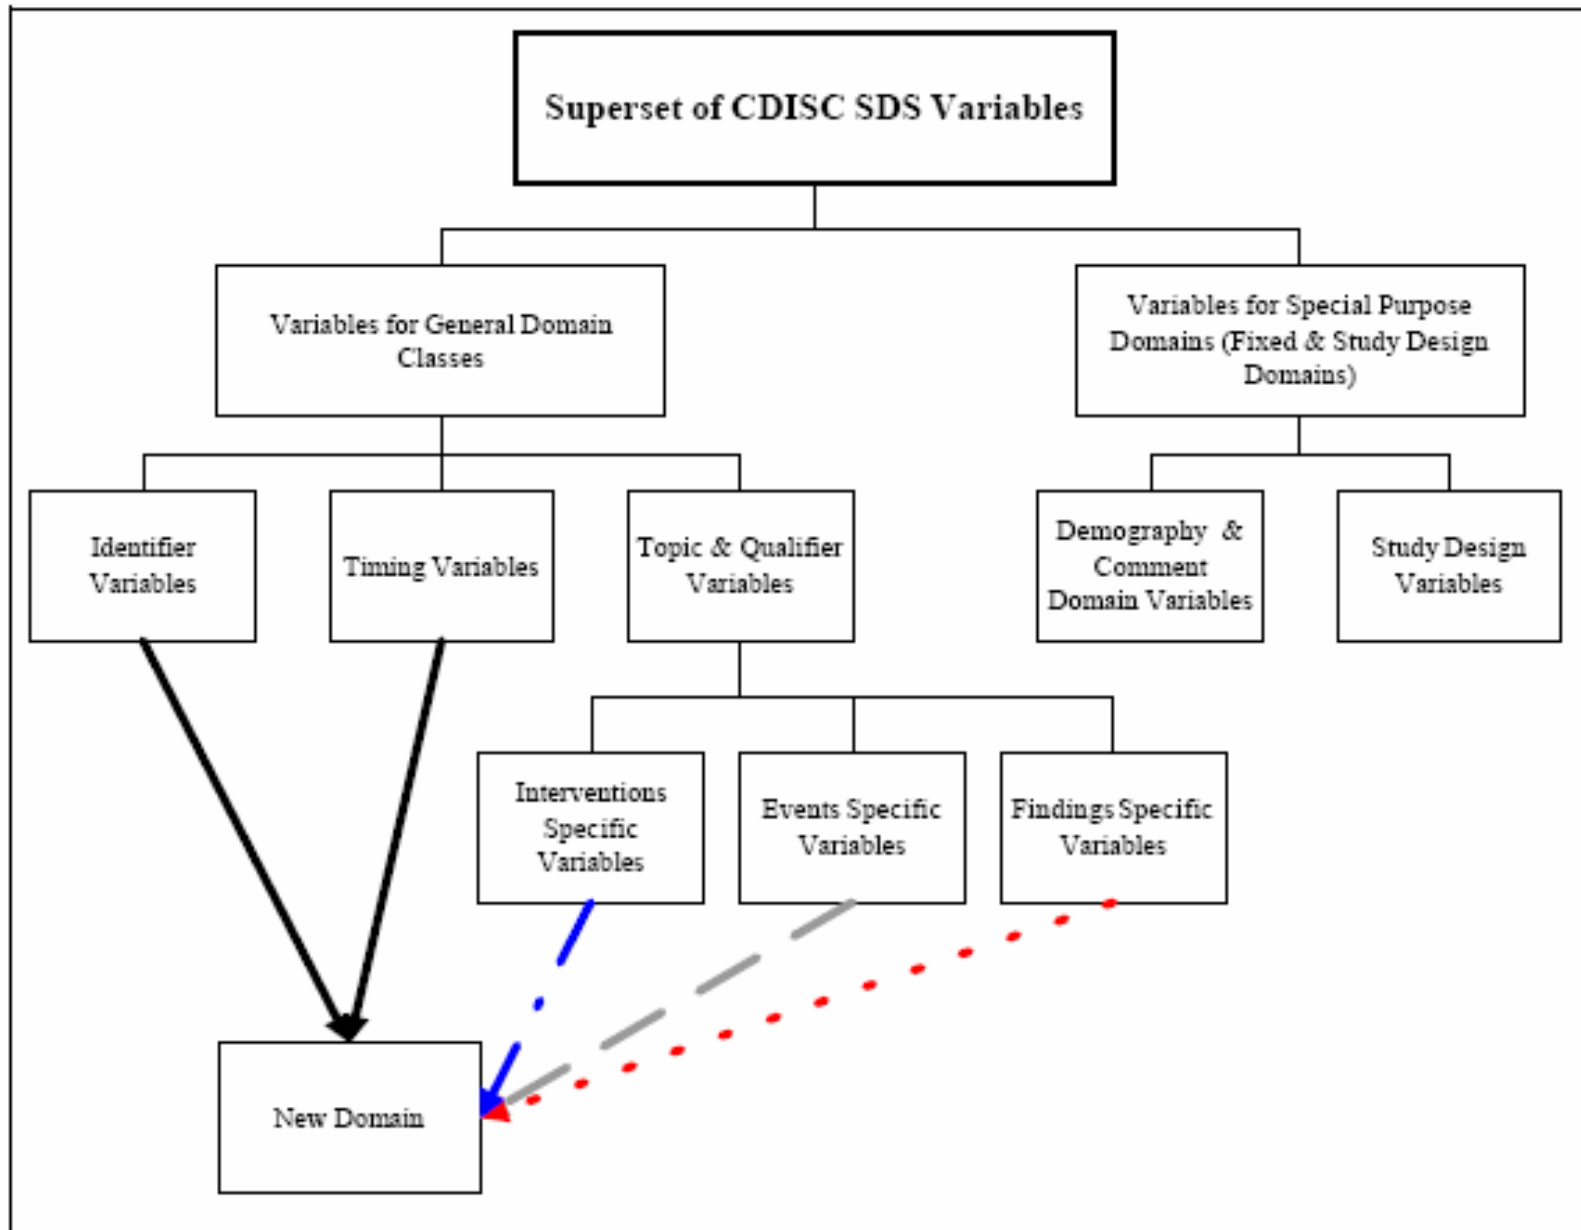 Superset of CDISC SDS Variables
Variables for General Domain
Classes
Variables for Special Purpose
Domains (Fixed & Study Design
Domains)
Identifier
Variables
Timing Variables
Topic & Qualifier
Variables
Demography &
Comment
Domain Variables
Study Design
Variables
Interventions
Specific
Variables
Events Specific
Variables
Findings Specific
Variables
New Domain